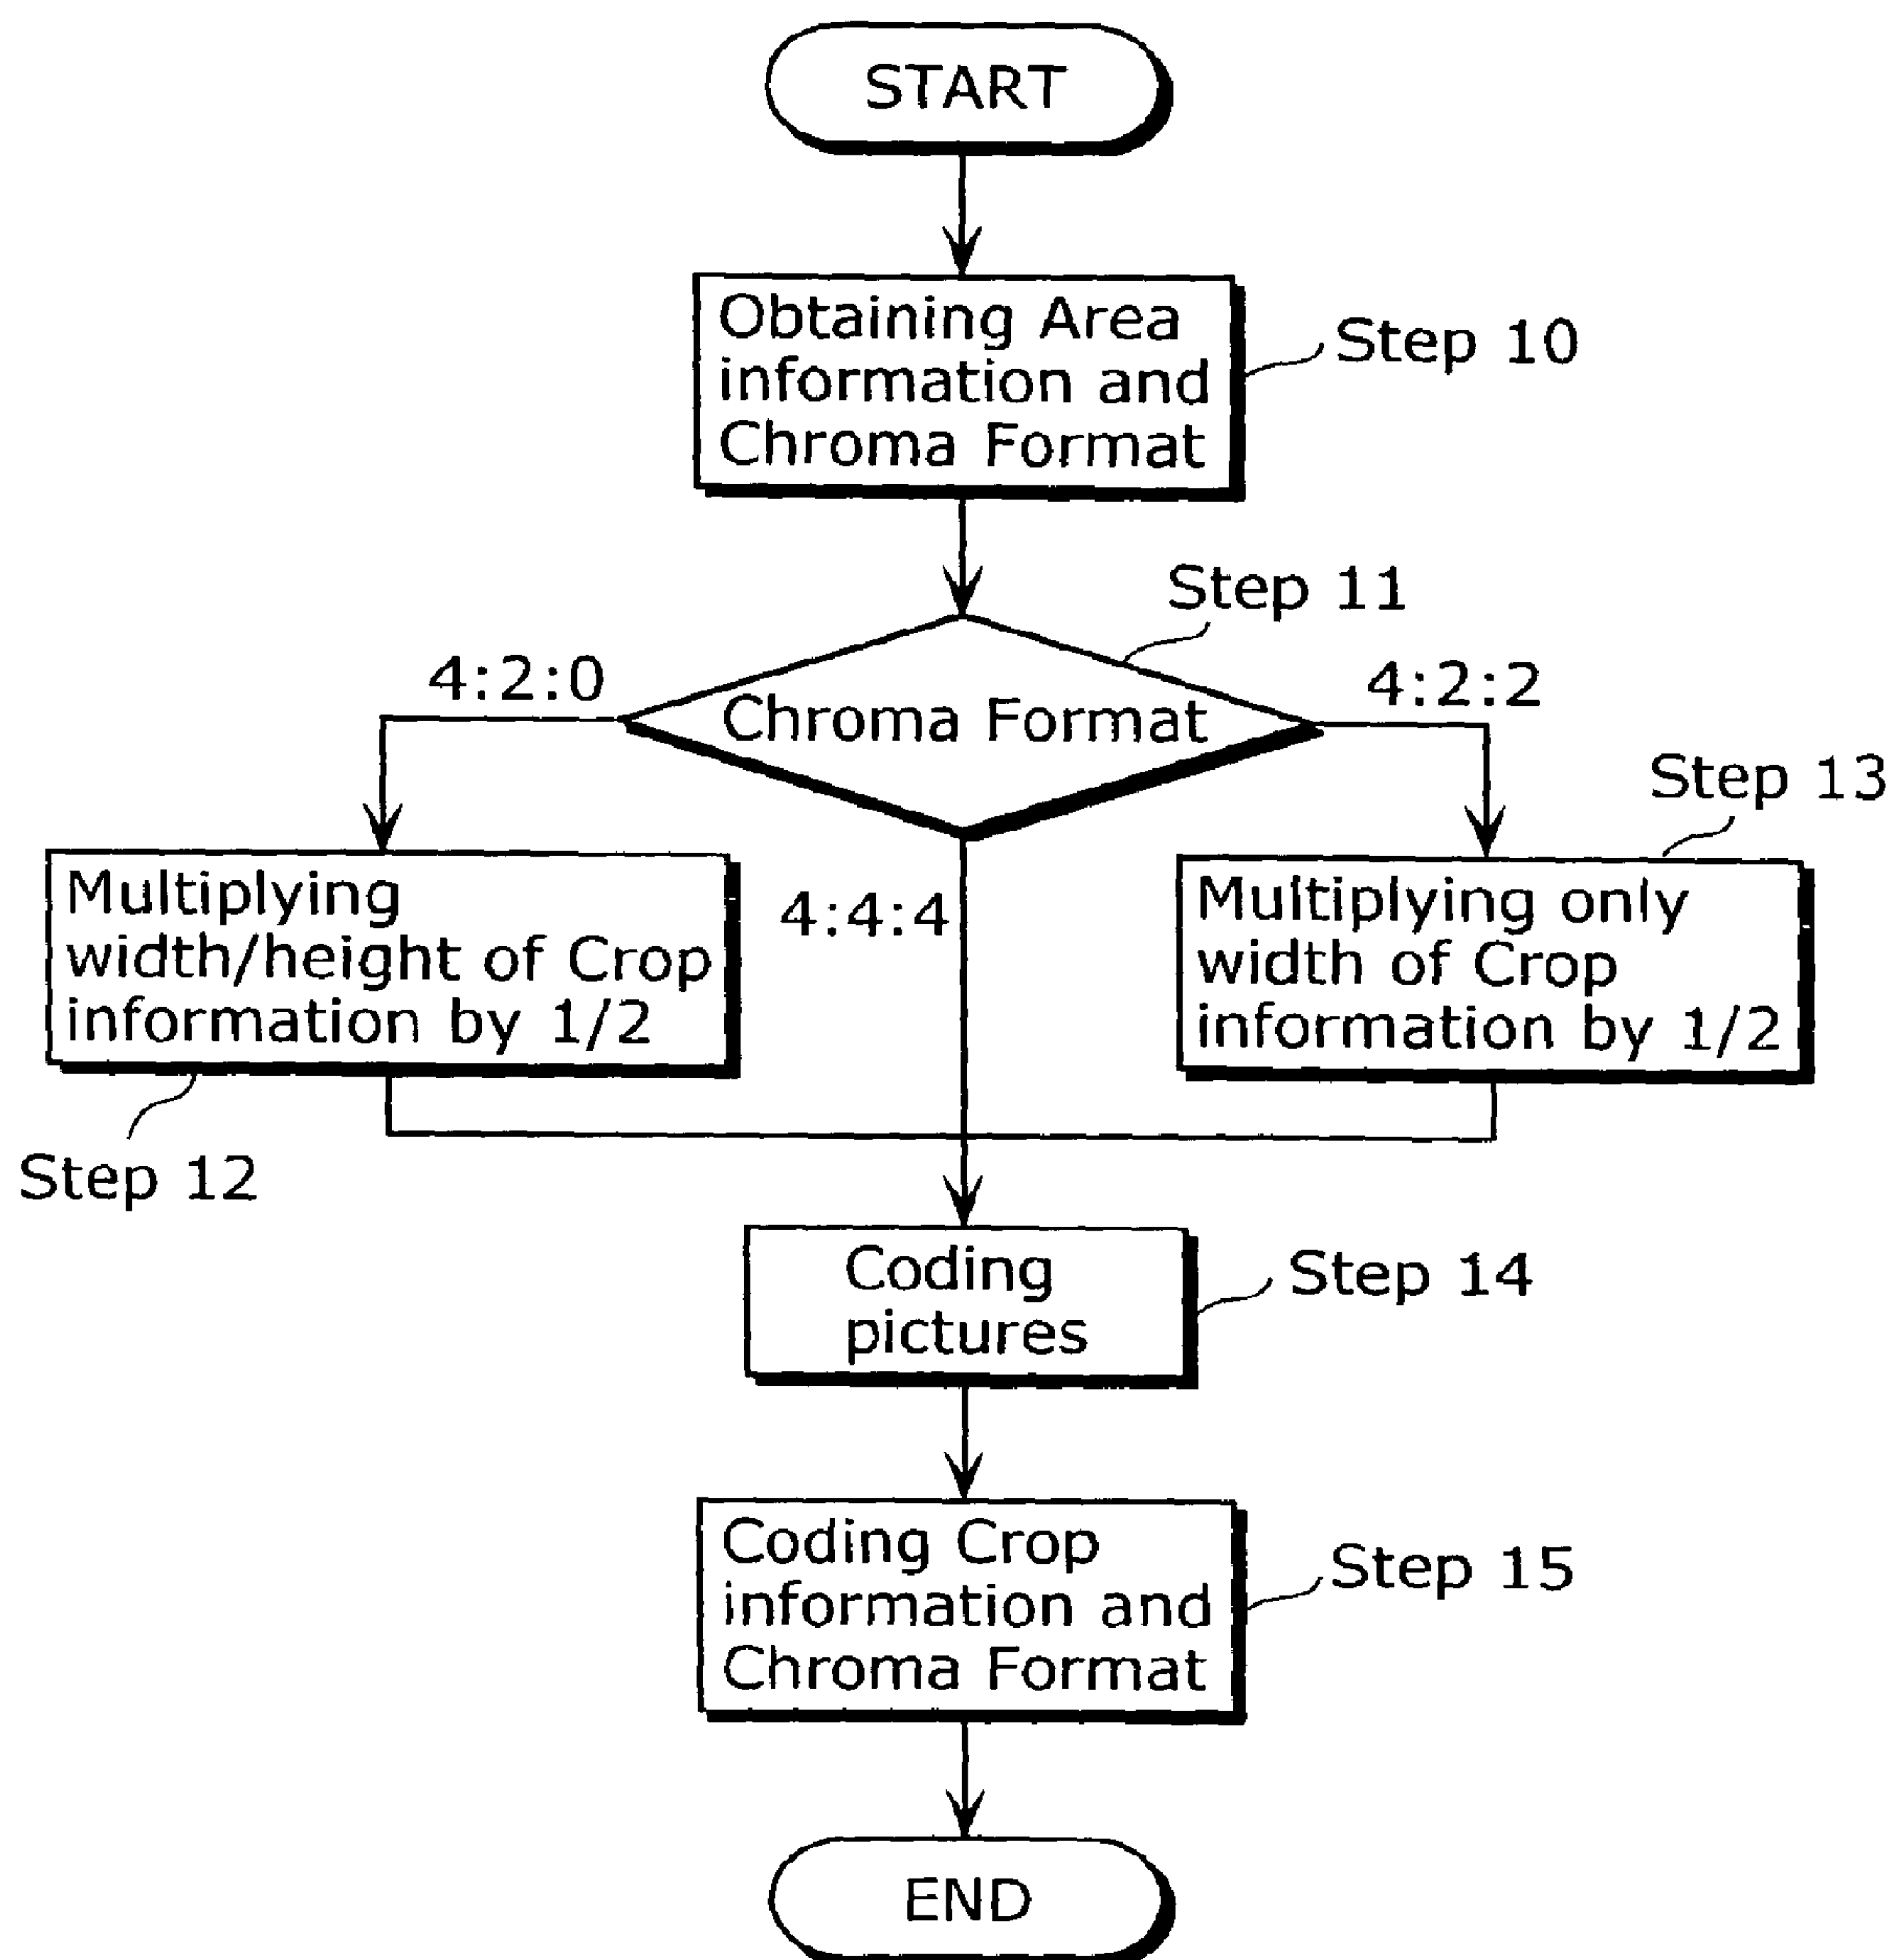 START
Obtaining Area
information and
Chroma Format
Step 10
Step 11
Chroma Format
4:2:0
4:2:2
4:4:4
Multiplying
width/height of Crop
information by 1/2
Step 12
Step 13
Multiplying only
width of Crop
information by 1/2
Coding
pictures
Step 14
Coding Crop
information and
Chroma Format
Step 15
END